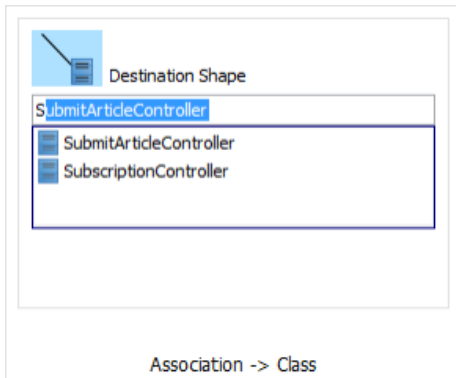 Destination Shape
SubmitArticleController
SubmitArticleController
SubscriptionController
Association -> Class